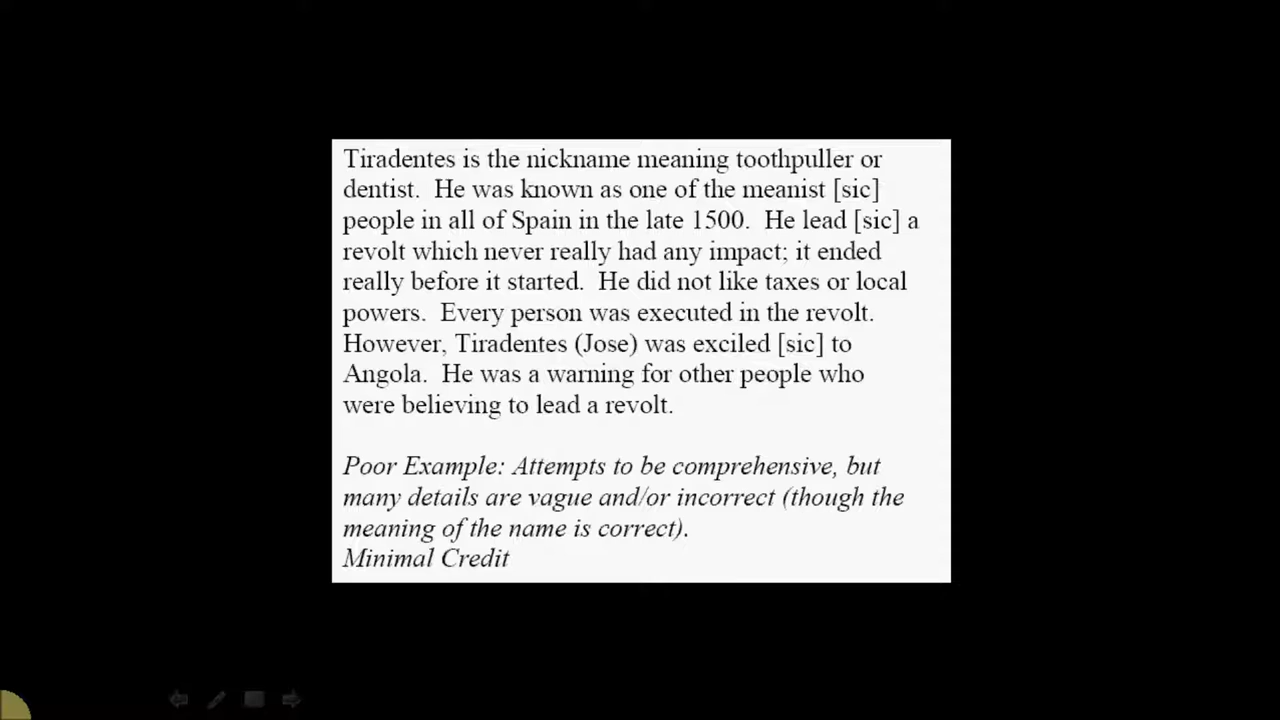 Tiradentes is the nickname meaning toothpuller or
dentist.  He was known as one of the meanist [sic]
people in all of Spain in the late 1500.  He lead [sic] a
revolt which never really had any impact; it ended
really before it started.  He did not like taxes or local
powers.  Every person was executed in the revolt.
However, Tiradentes (Jose) was exciled [sic] to
Angola.  He was a warning for other people who
were believing to lead a revolt.
Poor Example: Attempts to be comprehensive, but
many details are vague and/or incorrect (though the
meaning of the name is correct).
Minimal Credit